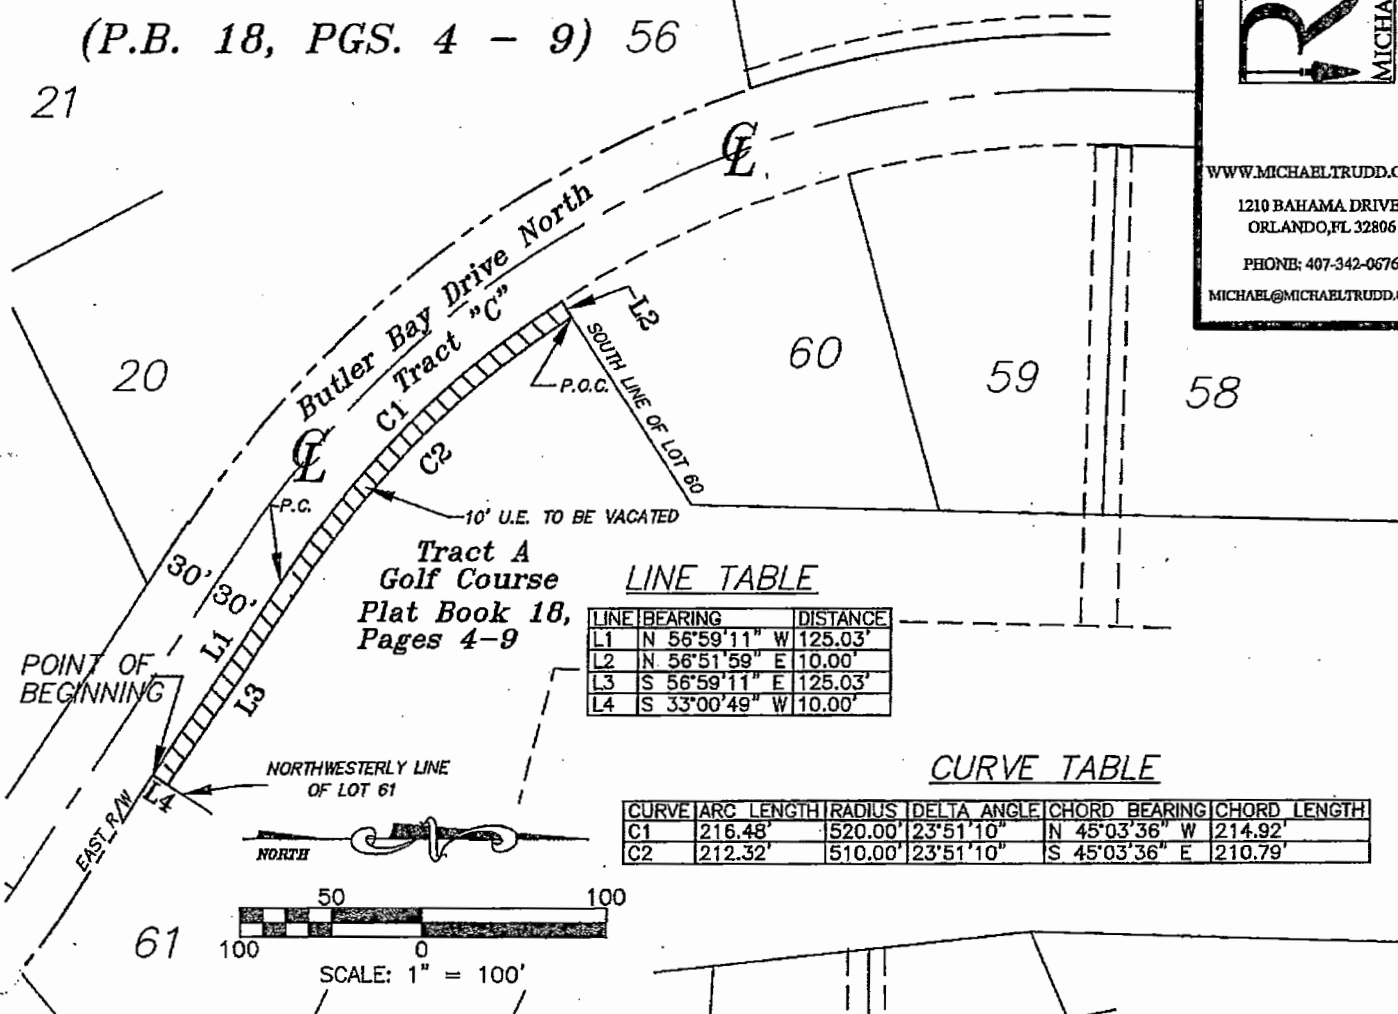 (P.B. 18, PGS. 4 - 9)
56
21
WWW.MICHAELTRUDD.C
1210 BAHAMA DRIVE
ORLANDO,FL 32806
PHONE: 407-342-0676
MICHAEL@MICHAELTRUDD.
MICHA
R
CL
Butler Bay Drive North
Tract "C"
L2
20
60
59
58
SOUTH LINE OF LOT 60
P.O.C.
C1
C2
CL
P.C.
10' U.E. TO BE VACATED
Tract A
Golf Course
Plat Book 18,
Pages 4-9
30'
30'
L1
L3
POINT OF
BEGINNING
LINE TABLE
LINE BEARING DISTANCE
L1 N 56°59'11" W 125.03'
L2 N 56°51'59" E 10.00'
L3 S 56°59'11" E 125.03'
L4 S 33°00'49" W 10.00'
L4
EAST R/W
NORTHWESTERLY LINE
OF LOT 61
NORTH
CURVE TABLE
CURVE ARC LENGTH RADIUS DELTA ANGLE CHORD BEARING CHORD LENGTH
C1 216.48' 520.00' 23°51'10" N 45°03'36" W 214.92'
C2 212.32' 510.00' 23°51'10" S 45°03'36" E 210.79'
50 100
100 0
SCALE: 1" = 100'
61